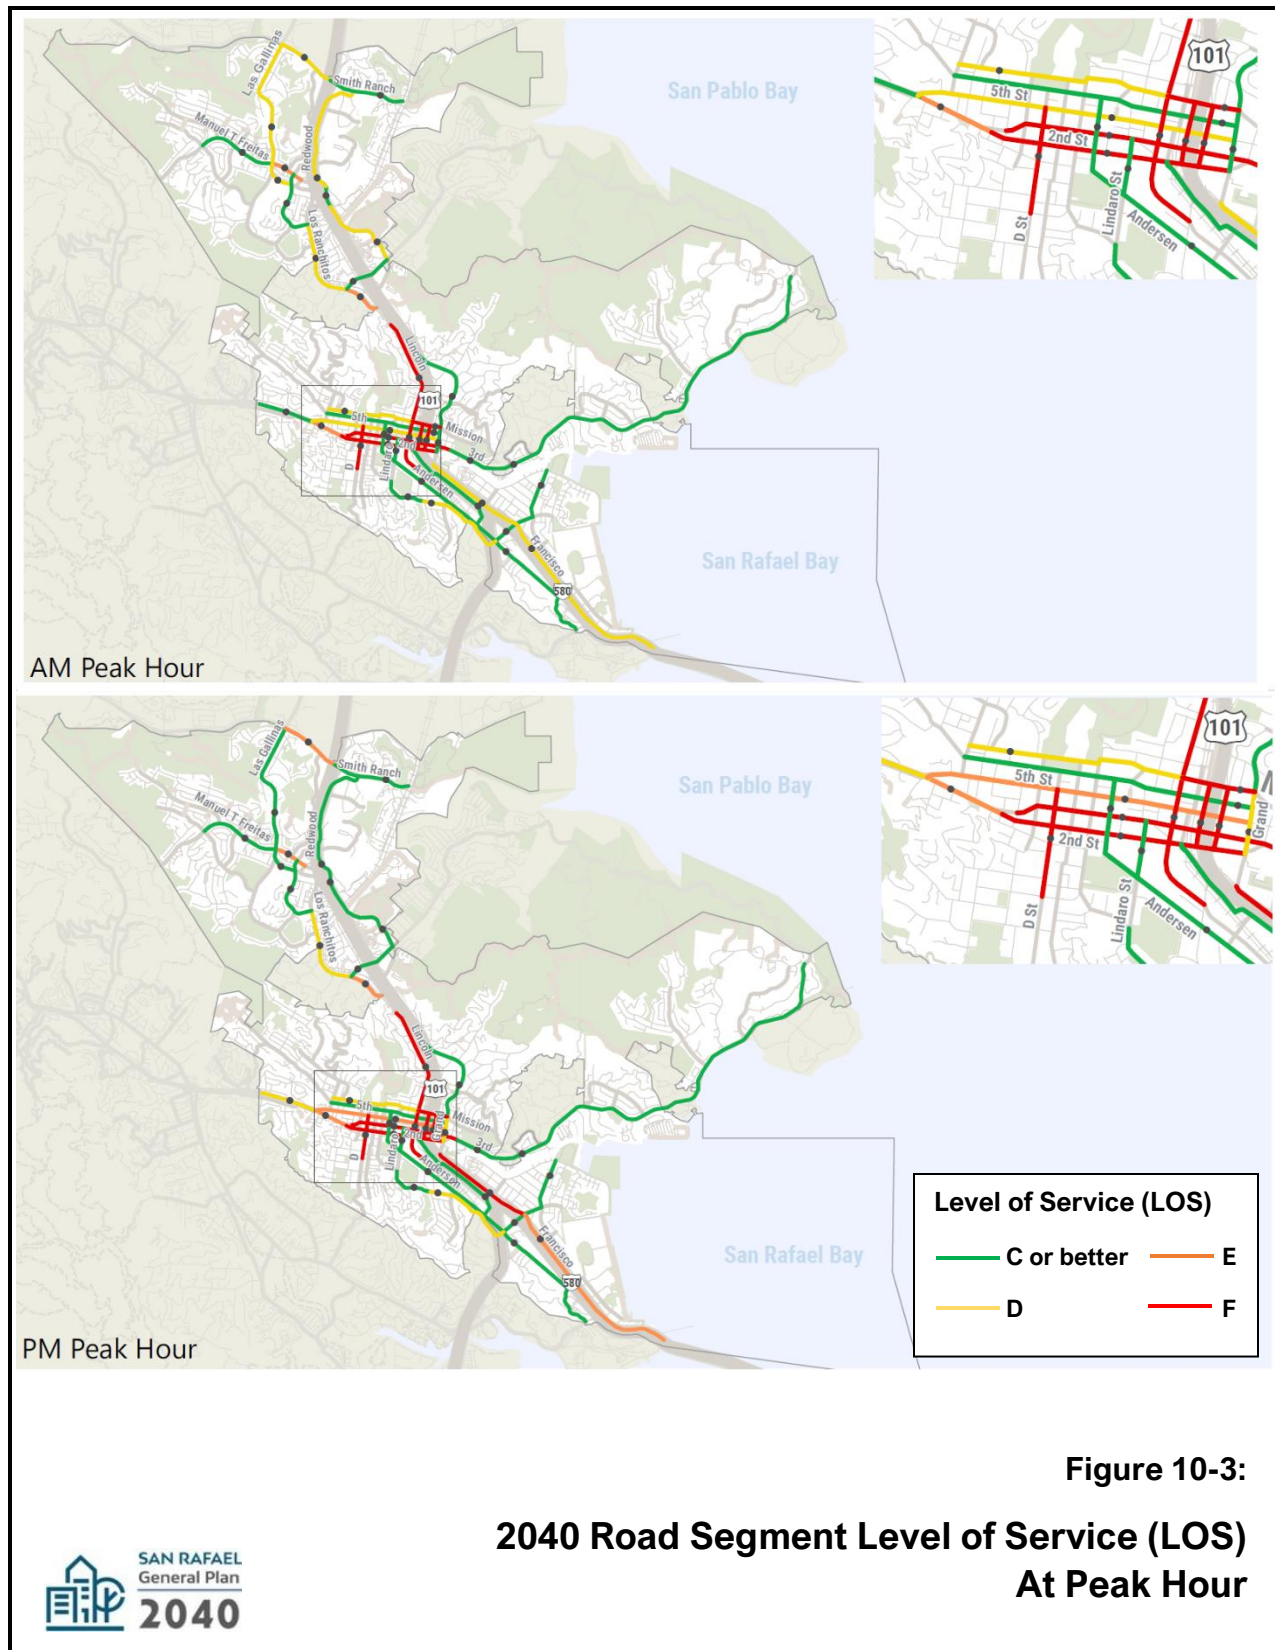 San Pablo Bay
Las Gallinas
Smith Ranch
Manuel T Freitas
Redwood
Los Ranchitos
Lincoln
101
5th
Mission
2nd
3rd
D
Lindaro
Andersen
Francisco
580
San Rafael Bay
AM Peak Hour
101
5th St
2nd St
D St
Lindaro St
Andersen
San Pablo Bay
Las Gallinas
Smith Ranch
Manuel T Freitas
Redwood
Los Ranchitos
Lincoln
101
5th
Mission
Grand
2nd
3rd
D
Lindaro
Andersen
Francisco
580
San Rafael Bay
PM Peak Hour
101
5th St
2nd St
Grand
D St
Lindaro St
Andersen
Level of Service (LOS)
C or better
E
D
F
Figure 10-3:
2040 Road Segment Level of Service (LOS)
At Peak Hour
SAN RAFAEL
General Plan
2040